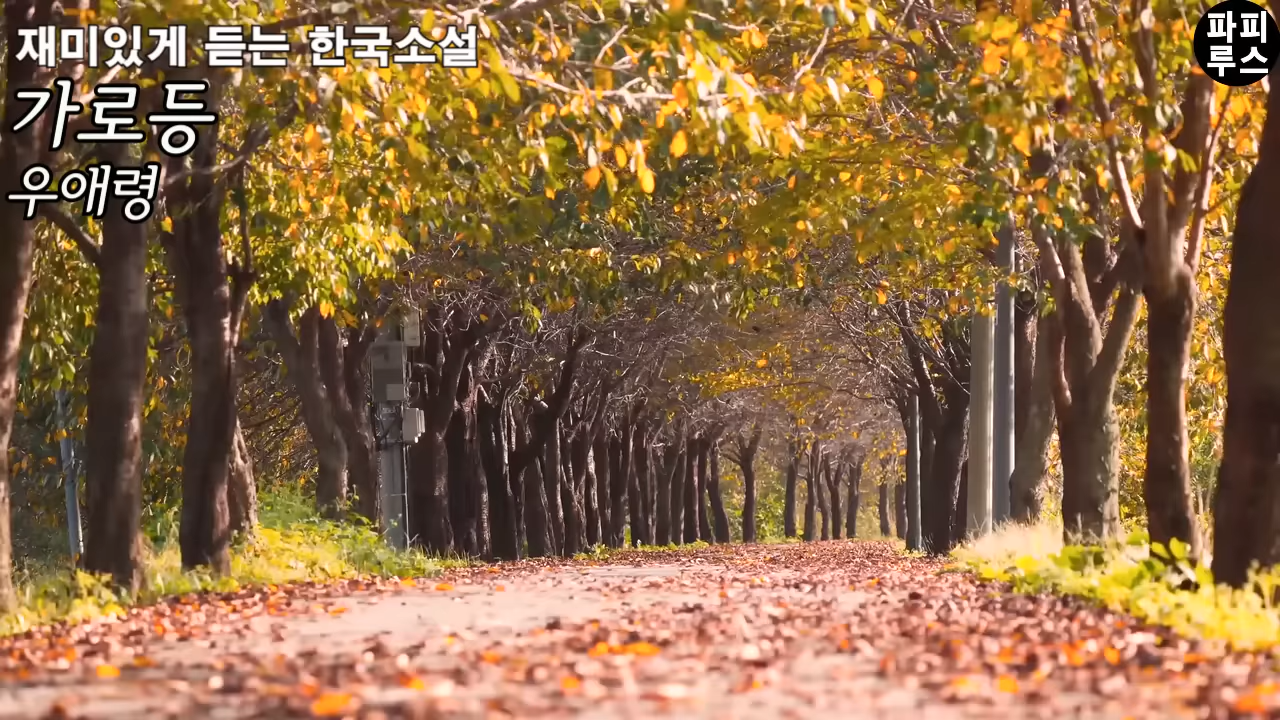 재미있게 듣는 한국소설
가로등
우애령
파피
루스